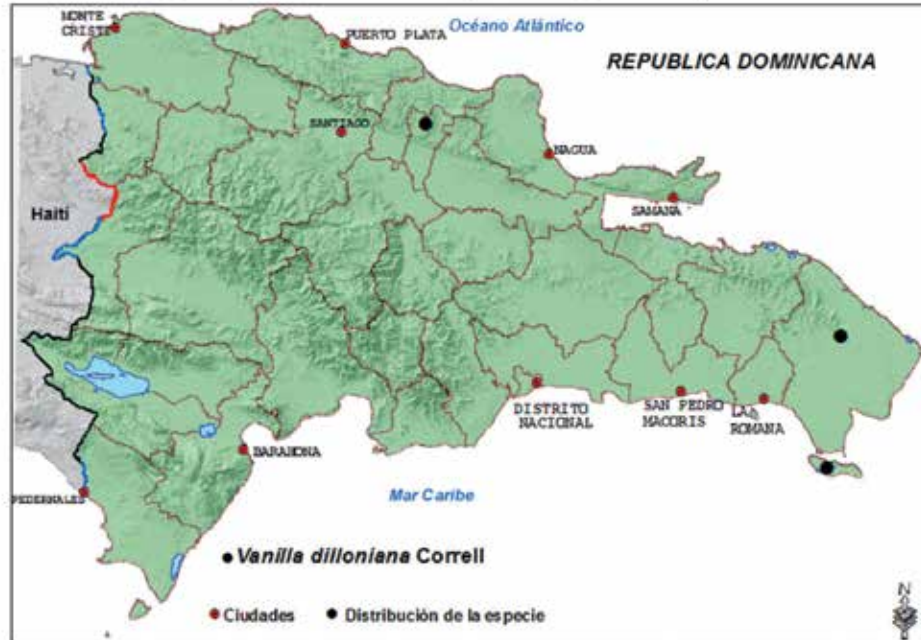 MONTE
CRISTI
PUERTO PLATA
Océano Atlántico
REPUBLICA DOMINICANA
SANTIAGO
NAGUA
SAMANA
Haití
DISTRITO
NACIONAL
SAN PEDRO
MACORIS
LA
ROMANA
BARAHONA
PEDERNALES
Mar Caribe
Vanilla dilloniana Correll
Ciudades
Distribución de la especie
N